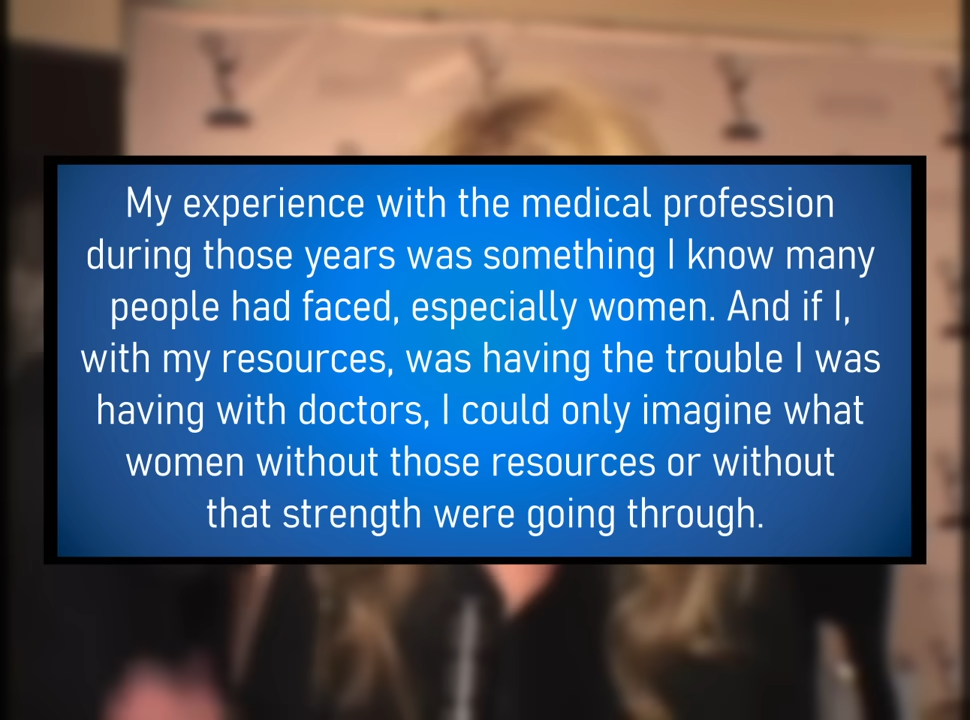 My experience with the medical profession
during those years was something I know many
people had faced, especially women. And if I,
with my resources, was having the trouble I was
having with doctors, I could only imagine what
women without those resources or without
that strength were going through.